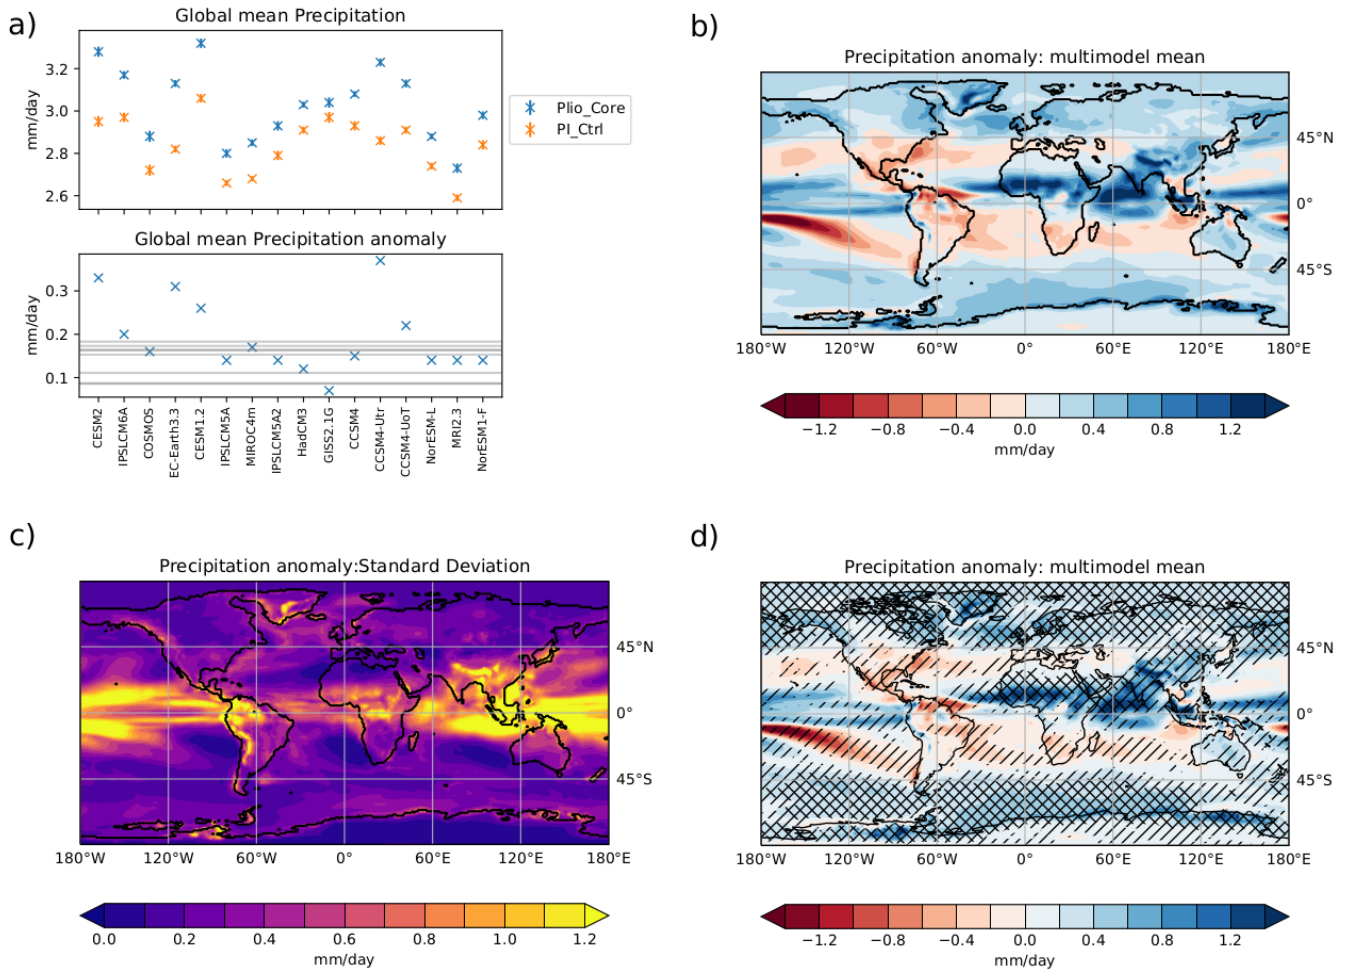 a)
Global mean Precipitation
mm/day
3.2
3.0
2.8
2.6
Plio_Core
PI_Ctrl
Global mean Precipitation anomaly
mm/day
0.3
0.2
0.1
CESM2
IPSLCM6A
COSMOS
EC-Earth3.3
CESM1.2
IPSLCM5A
MIROC4m
IPSLCM5A2
HadCM3
GISS2.1G
CCSM4
CCSM4-Utr
CCSM4-UoT
NorESM-L
MRI2.3
NorESM1-F
b)
Precipitation anomaly: multimodel mean
45°N
0°
45°S
180°W 120°W 60°W 0° 60°E 120°E 180°E
−1.2 −0.8 −0.4 0.0 0.4 0.8 1.2
mm/day
c)
Precipitation anomaly:Standard Deviation
45°N
0°
45°S
180°W 120°W 60°W 0° 60°E 120°E 180°E
0.0 0.2 0.4 0.6 0.8 1.0 1.2
mm/day
d)
Precipitation anomaly: multimodel mean
45°N
0°
45°S
180°W 120°W 60°W 0° 60°E 120°E 180°E
−1.2 −0.8 −0.4 0.0 0.4 0.8 1.2
mm/day